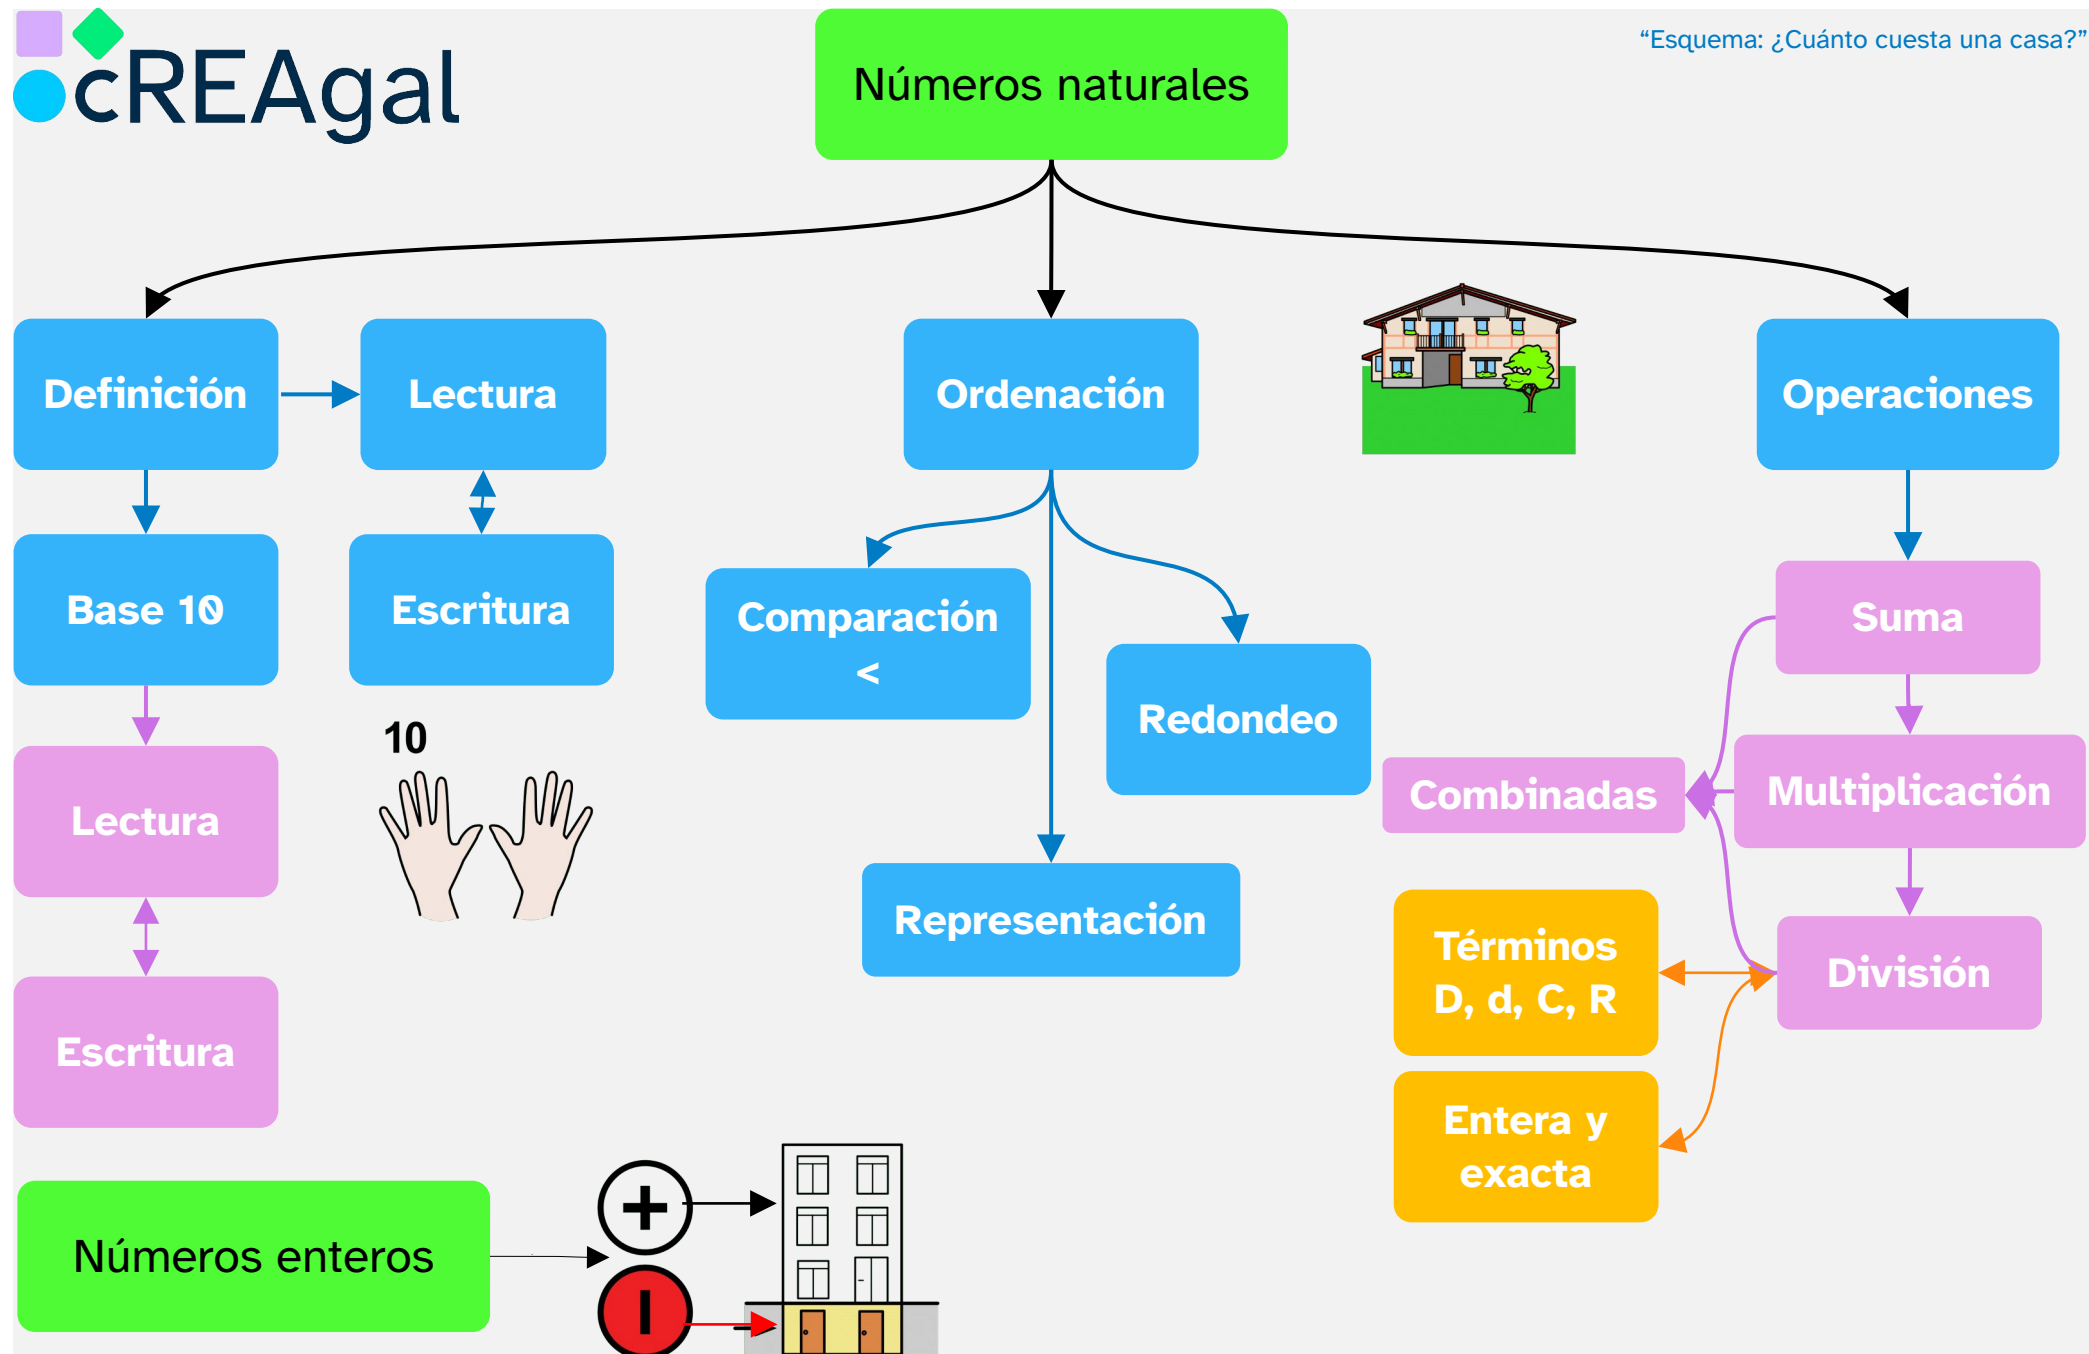 cREAgal
“Esquema: ¿Cuánto cuesta una casa?”
Números naturales
Definición
Lectura
Ordenación
Operaciones
Base 10
Escritura
Comparación
<
Redondeo
Representación
Suma
Combinadas
Multiplicación
División
Términos
D, d, C, R
Entera y
exacta
10
Lectura
Escritura
Números enteros